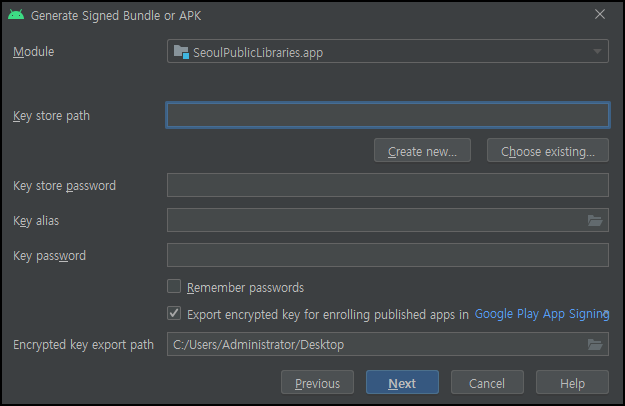 Generate Signed Bundle or APK
Module
SeoulPublicLibraries.app
Key store path
Create new...
Choose existing...
Key store password
Key alias
Key password
Remember passwords
Export encrypted key for enrolling published apps in Google Play App Signing
Encrypted key export path
C:/Users/Administrator/Desktop
Previous
Next
Cancel
Help